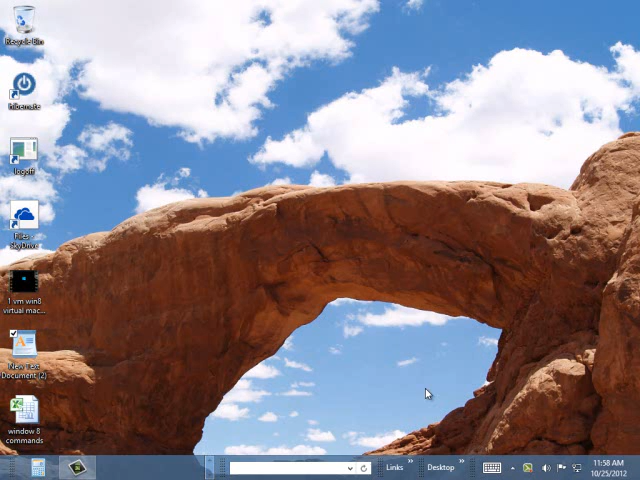 Recycle Bin
hibernate
logoff
Files - SkyDrive
1 vm win8
virtual mac...
New Text
Document (2)
window 8
commands
Links
Desktop
11:58 AM
10/25/2012